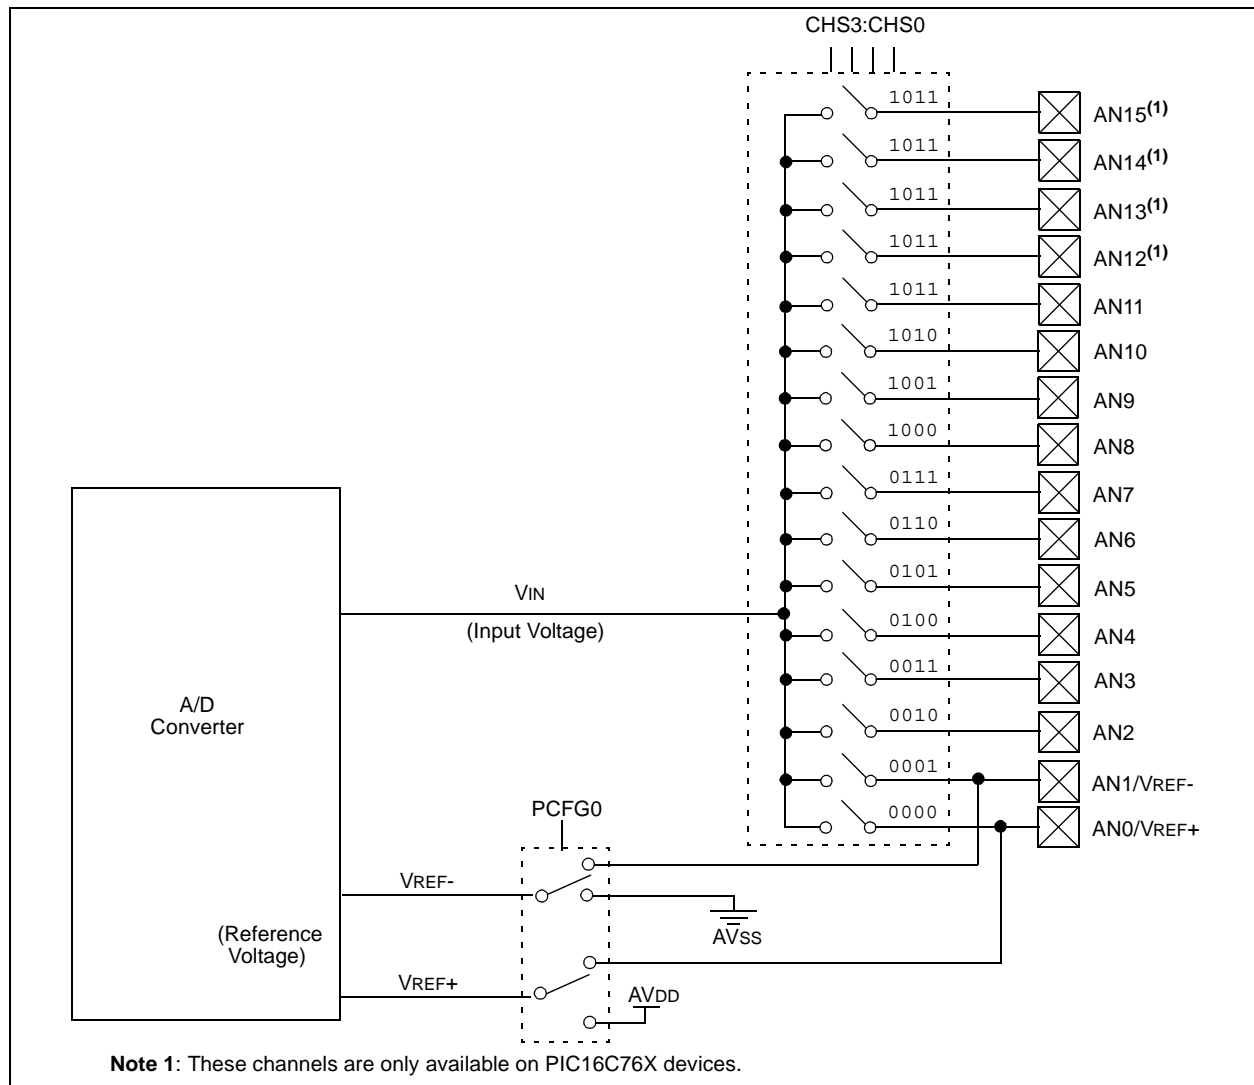 CHS3:CHS0
1011 AN15(1)
1011 AN14(1)
1011 AN13(1)
1011 AN12(1)
1011 AN11
1010 AN10
1001 AN9
1000 AN8
0111 AN7
0110 AN6
0101 AN5
0100 AN4
0011 AN3
0010 AN2
0001 AN1/VREF-
0000 AN0/VREF+
VIN
(Input Voltage)
A/D
Converter
PCFG0
VREF-
AVSS
(Reference
Voltage)
VREF+
AVDD
Note 1: These channels are only available on PIC16C76X devices.